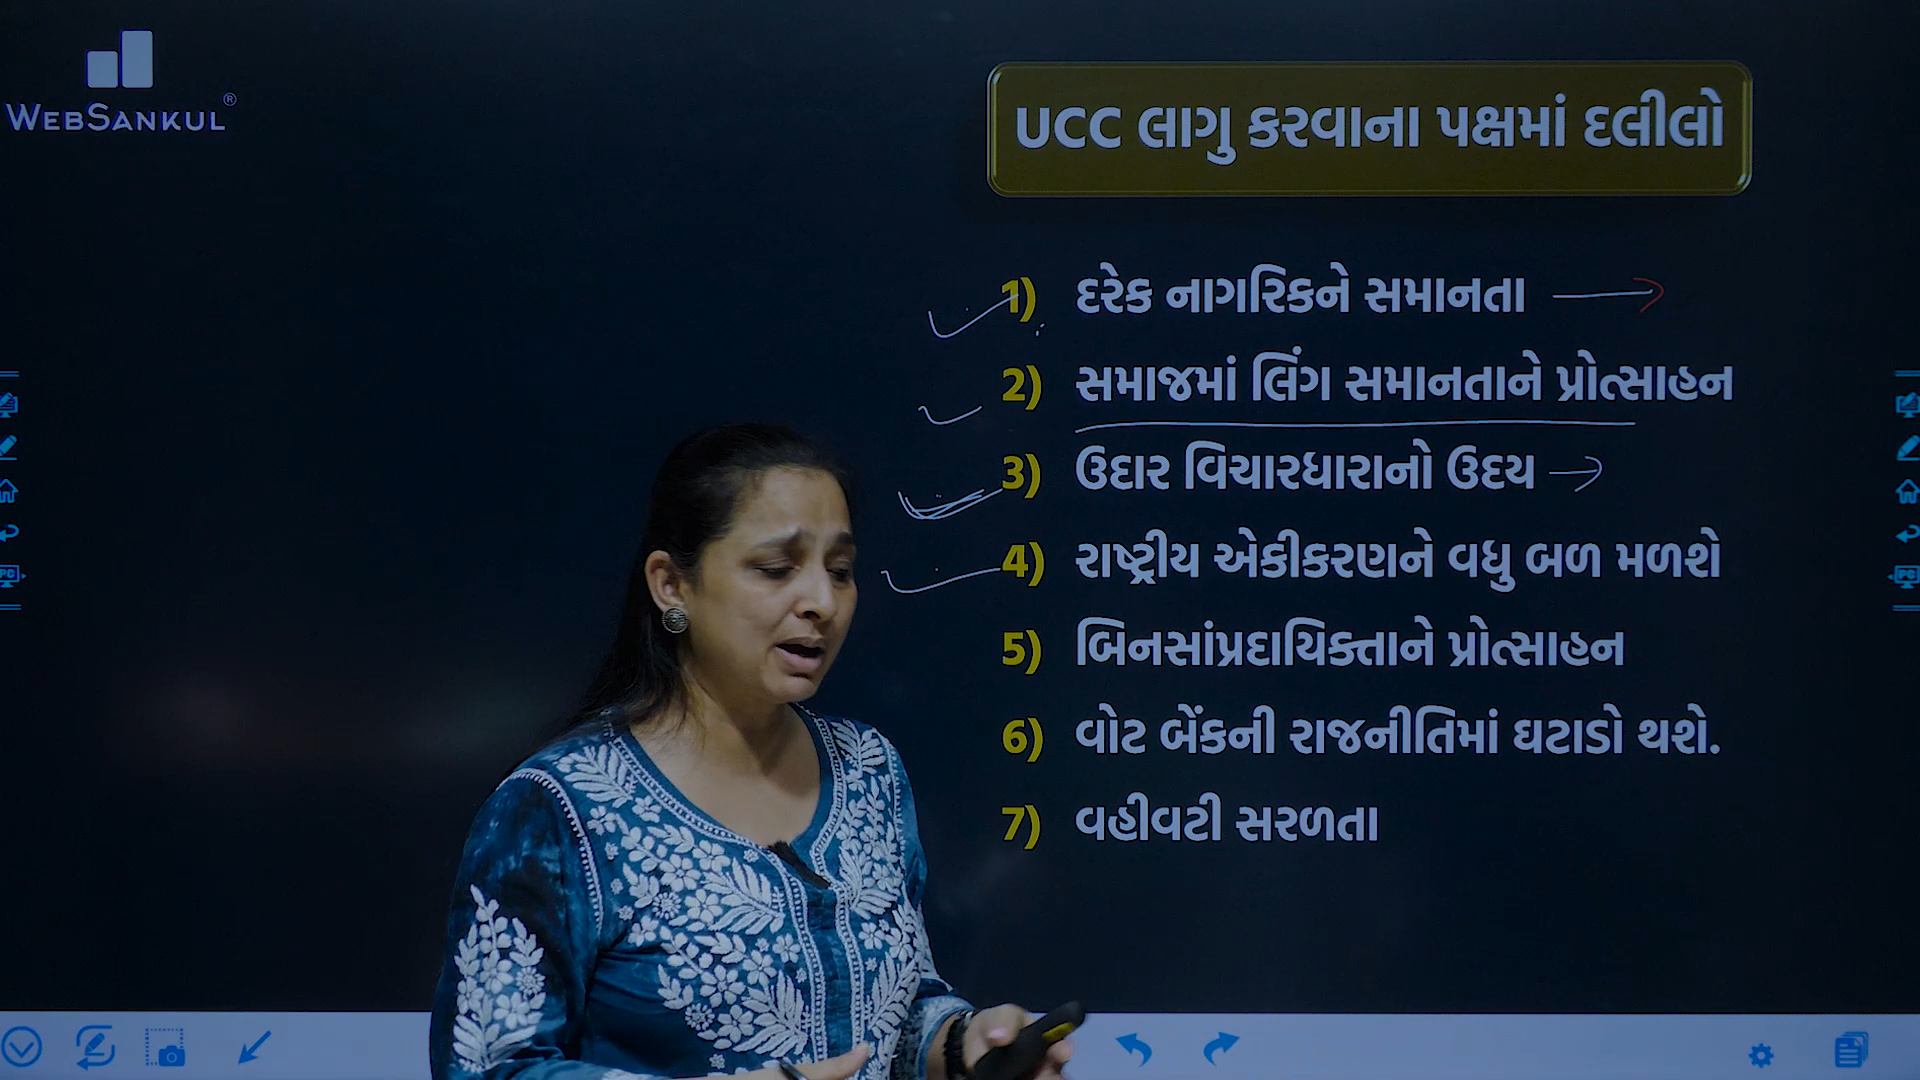 WEBSANKUL®
UCC લાગુ કરવાના પક્ષમાં દલીલો
1) દરેક નાગરિકને સમાનતા
2) સમાજમાં લિંગ સમાનતાને પ્રોત્સાહન
3) ઉદાર વિચારધારાનો ઉદય
4) રાષ્ટ્રીય એકીકરણને વધુ બળ મળશે
5) બિનસાંપ્રદાયિક્તાને પ્રોત્સાહન
6) વોટ બેંકની રાજનીતિમાં ઘટાડો થશે.
7) વહીવટી સરળતા
PC
PC